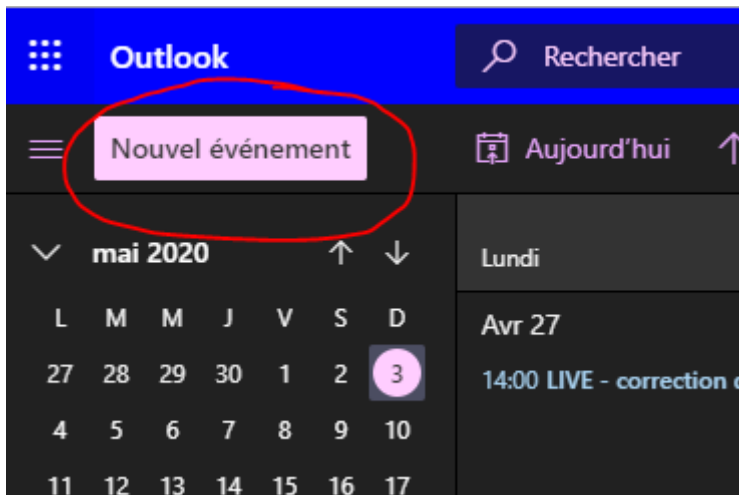 Outlook
Rechercher
Nouvel événement
Aujourd'hui
mai 2020
Lundi
L M M J V S D
Avr 27
27 28 29 30 1 2 3
14:00 LIVE - correction
4 5 6 7 8 9 10
11 12 13 14 15 16 17